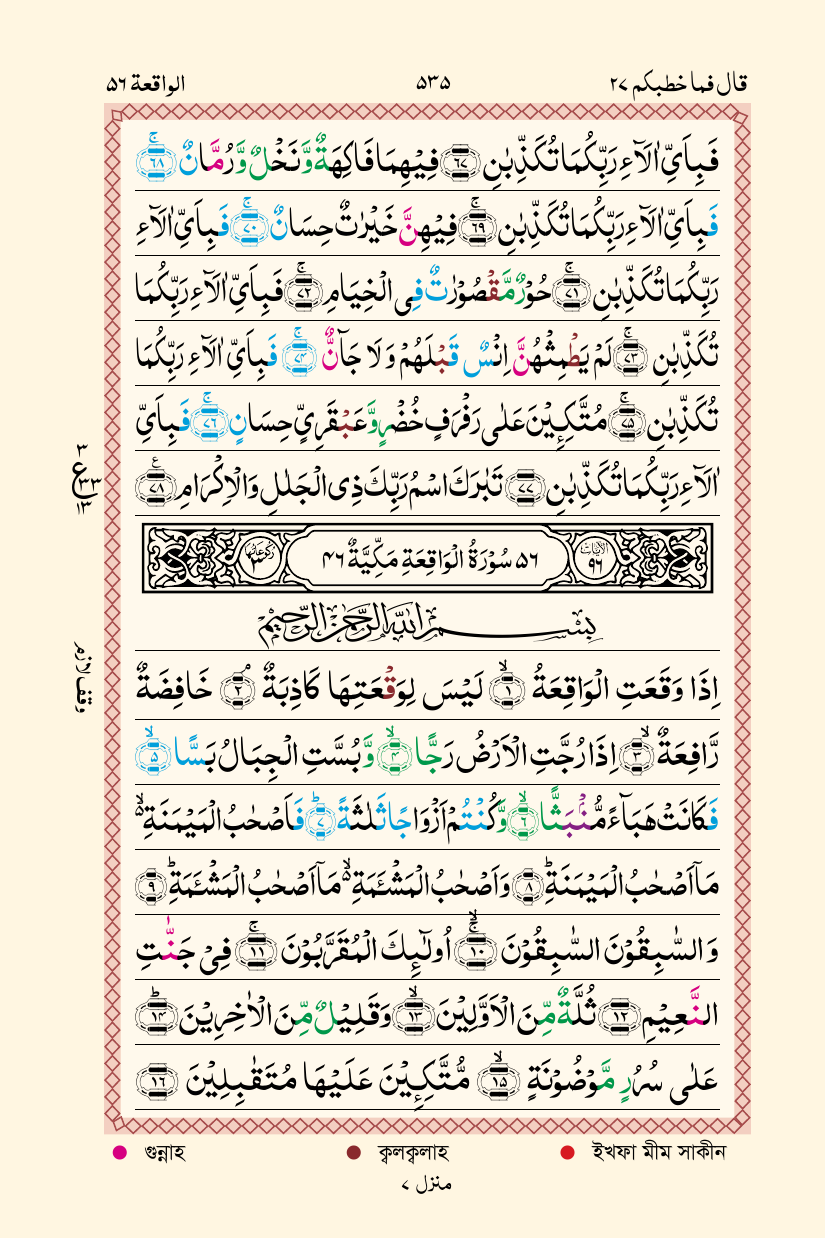 قال فما خطبكم ٢٧ ٥٣٥ الواقعة ٥٦
فَبِاَىِّ اٰلَآءِ رَبِّكُمَا تُكَذِّبٰنِ ﴿٦٧﴾ فِيْهِمَا فَاكِهَةٌ وَّنَخْلٌ وَّرُمَّانٌ ۚ ﴿٦٨﴾
فَبِاَىِّ اٰلَآءِ رَبِّكُمَا تُكَذِّبٰنِ ۚ ﴿٦٩﴾ فِيْهِنَّ خَيْرٰتٌ حِسَانٌ ۚ ﴿٧٠﴾ فَبِاَىِّ اٰلَآءِ
رَبِّكُمَا تُكَذِّبٰنِ ۚ ﴿٧١﴾ حُوْرٌ مَّقْصُوْرٰتٌ فِى الْخِيَامِ ۚ ﴿٧٢﴾ فَبِاَىِّ اٰلَآءِ رَبِّكُمَا
تُكَذِّبٰنِ ۚ ﴿٧٣﴾ لَمْ يَطْمِثْهُنَّ اِنْسٌ قَبْلَهُمْ وَلَا جَآنٌّ ۚ ﴿٧٤﴾ فَبِاَىِّ اٰلَآءِ رَبِّكُمَا
تُكَذِّبٰنِ ۚ ﴿٧٥﴾ مُتَّكِـِٕيْنَ عَلٰى رَفْرَفٍ خُضْرٍ وَّعَبْقَرِىٍّ حِسَانٍ ۚ ﴿٧٦﴾ فَبِاَىِّ
اٰلَآءِ رَبِّكُمَا تُكَذِّبٰنِ ﴿٧٧﴾ تَبٰرَكَ اسْمُ رَبِّكَ ذِى الْجَلٰلِ وَالْاِكْرَامِ ﴿٧٨﴾
٣
ع ٣٣
١٣
اٰيَاتُهَا ٩٦ ٥٦ سُوْرَةُ الْوَاقِعَةِ مَكِّيَّةٌ ٤٦ رُكُوْعَاتُهَا ٣
بِسْمِ اللّٰهِ الرَّحْمٰنِ الرَّحِيْمِ
وقف لازم
اِذَا وَقَعَتِ الْوَاقِعَةُ ۙ ﴿١﴾ لَيْسَ لِوَقْعَتِهَا كَاذِبَةٌ ۘ ﴿٢﴾ خَافِضَةٌ
رَّافِعَةٌ ۙ ﴿٣﴾ اِذَا رُجَّتِ الْاَرْضُ رَجًّا ۙ ﴿٤﴾ وَّبُسَّتِ الْجِبَالُ بَسًّا ۙ ﴿٥﴾
فَكَانَتْ هَبَآءً مُّنْۢبَثًّا ۙ ﴿٦﴾ وَّكُنْتُمْ اَزْوَاجًا ثَلٰثَةً ؕ ﴿٧﴾ فَاَصْحٰبُ الْمَيْمَنَةِ ۙ
مَاۤ اَصْحٰبُ الْمَيْمَنَةِ ؕ ﴿٨﴾ وَاَصْحٰبُ الْمَشْـَٔمَةِ ۙ مَاۤ اَصْحٰبُ الْمَشْـَٔمَةِ ؕ ﴿٩﴾
وَالسّٰبِقُوْنَ السّٰبِقُوْنَ ۚ ۙ ﴿١٠﴾ اُولٰٓئِكَ الْمُقَرَّبُوْنَ ۚ ﴿١١﴾ فِىْ جَنّٰتِ
النَّعِيْمِ ﴿١٢﴾ ثُلَّةٌ مِّنَ الْاَوَّلِيْنَ ۙ ﴿١٣﴾ وَقَلِيْلٌ مِّنَ الْاٰخِرِيْنَ ؕ ﴿١٤﴾
عَلٰى سُرُرٍ مَّوْضُوْنَةٍ ۙ ﴿١٥﴾ مُّتَّكِـِٕيْنَ عَلَيْهَا مُتَقٰبِلِيْنَ ﴿١٦﴾
গুন্নাহ ক্বলক্বলাহ ইখফা মীম সাকীন
منزل ٧